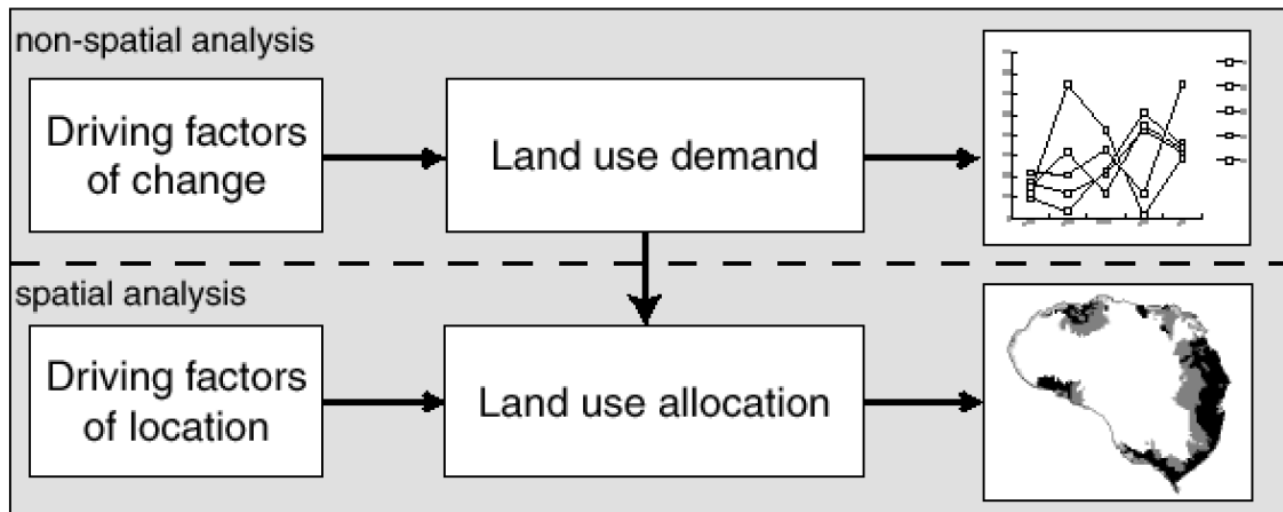 non-spatial analysis
Driving factors
of change
Land use demand
spatial analysis
Driving factors
of location
Land use allocation